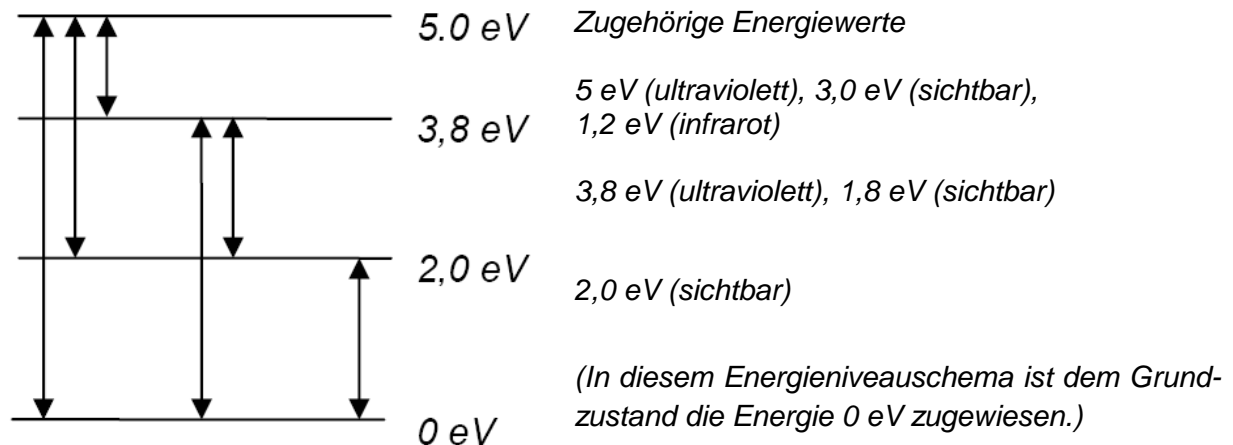 5.0 eV
Zugehörige Energiewerte
5 eV (ultraviolett), 3,0 eV (sichtbar),
1,2 eV (infrarot)
3,8 eV
3,8 eV (ultraviolett), 1,8 eV (sichtbar)
2,0 eV
2,0 eV (sichtbar)
(In diesem Energieniveauschema ist dem Grund-
zustand die Energie 0 eV zugewiesen.)
0 eV